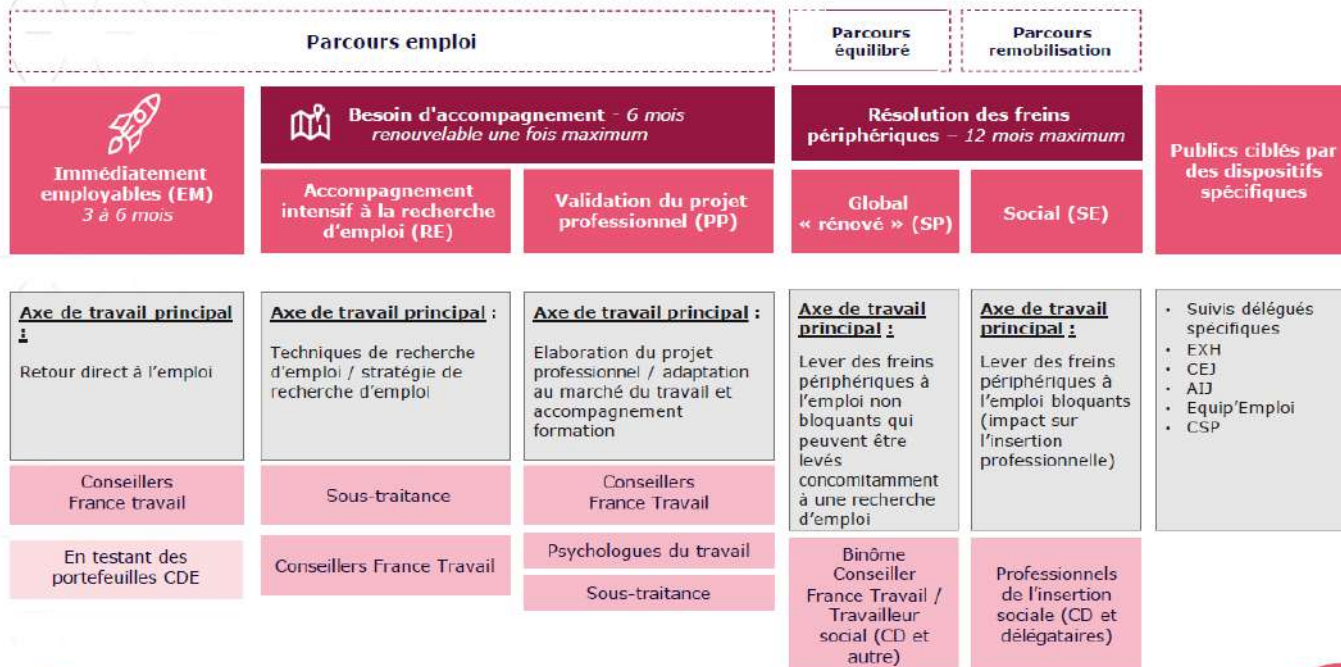 Parcours emploi
Parcours
équilibré
Parcours
remobilisation
Immédiatement
employables (EM)
3 à 6 mois
Besoin d'accompagnement - 6 mois
renouvelable une fois maximum
Accompagnement
intensif à la recherche
d'emploi (RE)
Validation du projet
professionnel (PP)
Résolution des freins
périphériques – 12 mois maximum
Global
« rénové » (SP)
Social (SE)
Publics ciblés par
des dispositifs
spécifiques
Axe de travail principal
:
Retour direct à l'emploi
Conseillers
France travail
En testant des
portefeuilles CDE
Axe de travail principal :
Techniques de recherche
d'emploi / stratégie de
recherche d'emploi
Sous-traitance
Conseillers France Travail
Axe de travail principal :
Elaboration du projet
professionnel / adaptation
au marché du travail et
accompagnement
formation
Conseillers
France Travail
Psychologues du travail
Sous-traitance
Axe de travail
principal :
Lever des freins
périphériques à
l'emploi non
bloquants qui
peuvent être
levés
concomitamment
à une recherche
d'emploi
Binôme
Conseiller
France Travail /
Travailleur
social (CD et
autre)
Axe de travail
principal :
Lever des freins
périphériques à
l'emploi bloquants
(impact sur
l'insertion
professionnelle)
Professionnels
de l'insertion
sociale (CD et
délégataires)
• Suivis délégués
spécifiques
• EXH
• CEJ
• AIJ
• Equip'Emploi
• CSP